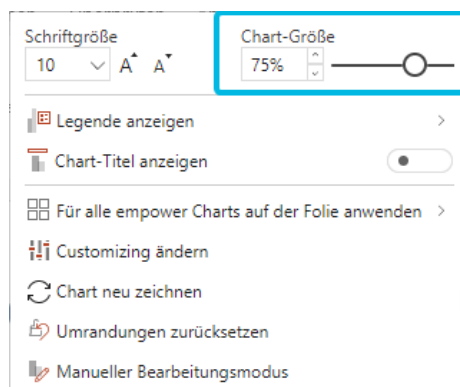 Schriftgröße Chart-Größe
10 A A 75%
Legende anzeigen
Chart-Titel anzeigen
Für alle empower Charts auf der Folie anwenden
Customizing ändern
Chart neu zeichnen
Umrandungen zurücksetzen
Manueller Bearbeitungsmodus